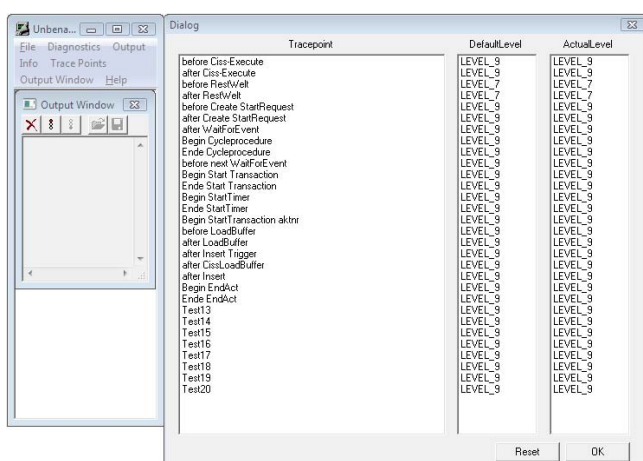 Unbena...
File Diagnostics Output
Info Trace Points
Output Window Help
Output Window
Dialog
Tracepoint DefaultLevel ActualLevel
before Ciss-Execute LEVEL_9 LEVEL_9
after Ciss-Execute LEVEL_9 LEVEL_9
before RestWelt LEVEL_7 LEVEL_7
after RestWelt LEVEL_7 LEVEL_7
before Create StartRequest LEVEL_9 LEVEL_9
after Create StartRequest LEVEL_9 LEVEL_9
after WaitForEvent LEVEL_9 LEVEL_9
Begin Cycleprocedure LEVEL_9 LEVEL_9
Ende Cycleprocedure LEVEL_9 LEVEL_9
before next WaitForEvent LEVEL_9 LEVEL_9
Begin Start Transaction LEVEL_9 LEVEL_9
Ende Start Transaction LEVEL_9 LEVEL_9
Begin StartTimer LEVEL_9 LEVEL_9
Ende StartTimer LEVEL_9 LEVEL_9
Begin StartTransaction aktnr LEVEL_9 LEVEL_9
before LoadBuffer LEVEL_9 LEVEL_9
after LoadBuffer LEVEL_9 LEVEL_9
after Insert Trigger LEVEL_9 LEVEL_9
after CissLoadBuffer LEVEL_9 LEVEL_9
after Insert LEVEL_9 LEVEL_9
Begin EndAct LEVEL_9 LEVEL_9
Ende EndAct LEVEL_9 LEVEL_9
Test13 LEVEL_9 LEVEL_9
Test14 LEVEL_9 LEVEL_9
Test15 LEVEL_9 LEVEL_9
Test16 LEVEL_9 LEVEL_9
Test17 LEVEL_9 LEVEL_9
Test18 LEVEL_9 LEVEL_9
Test19 LEVEL_9 LEVEL_9
Test20 LEVEL_9 LEVEL_9
Reset OK